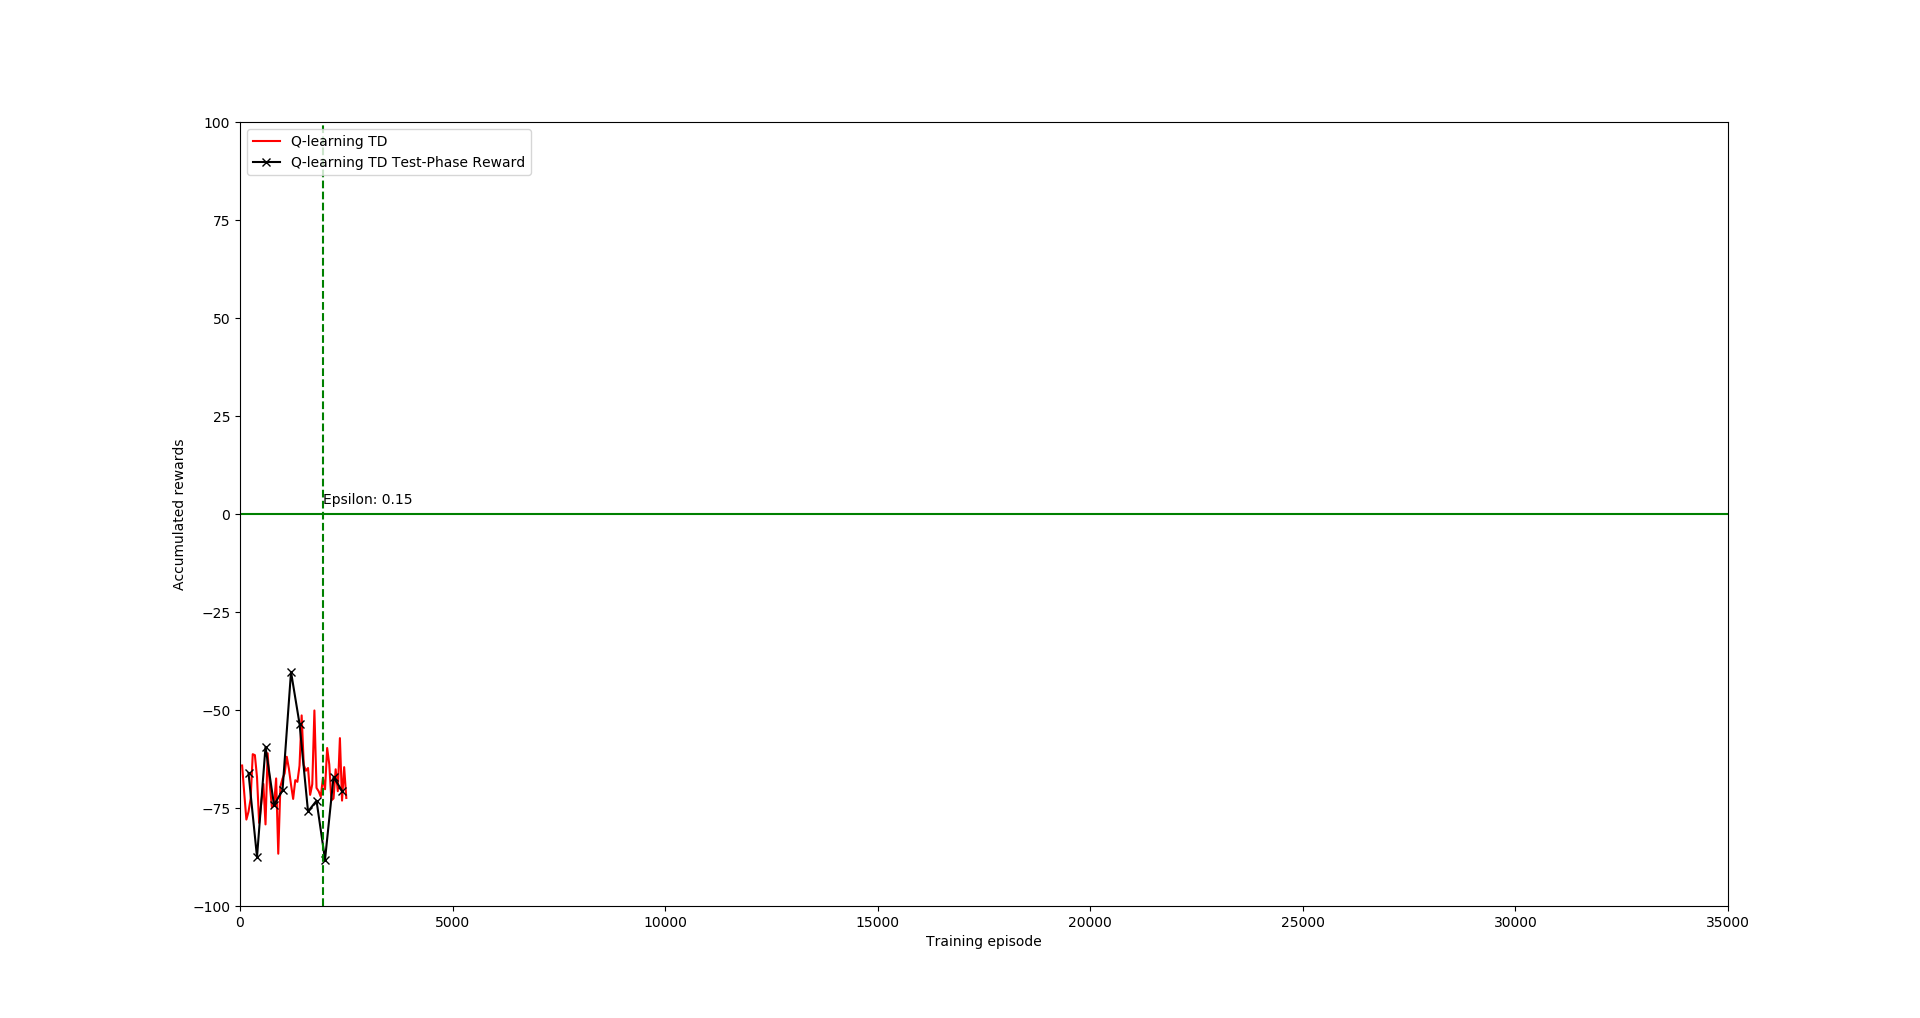 Q-learning TD
Q-learning TD Test-Phase Reward
100
75
50
25
0
−25
−50
−75
−100
Accumulated rewards
Epsilon: 0.15
0 5000 10000 15000 20000 25000 30000 35000
Training episode